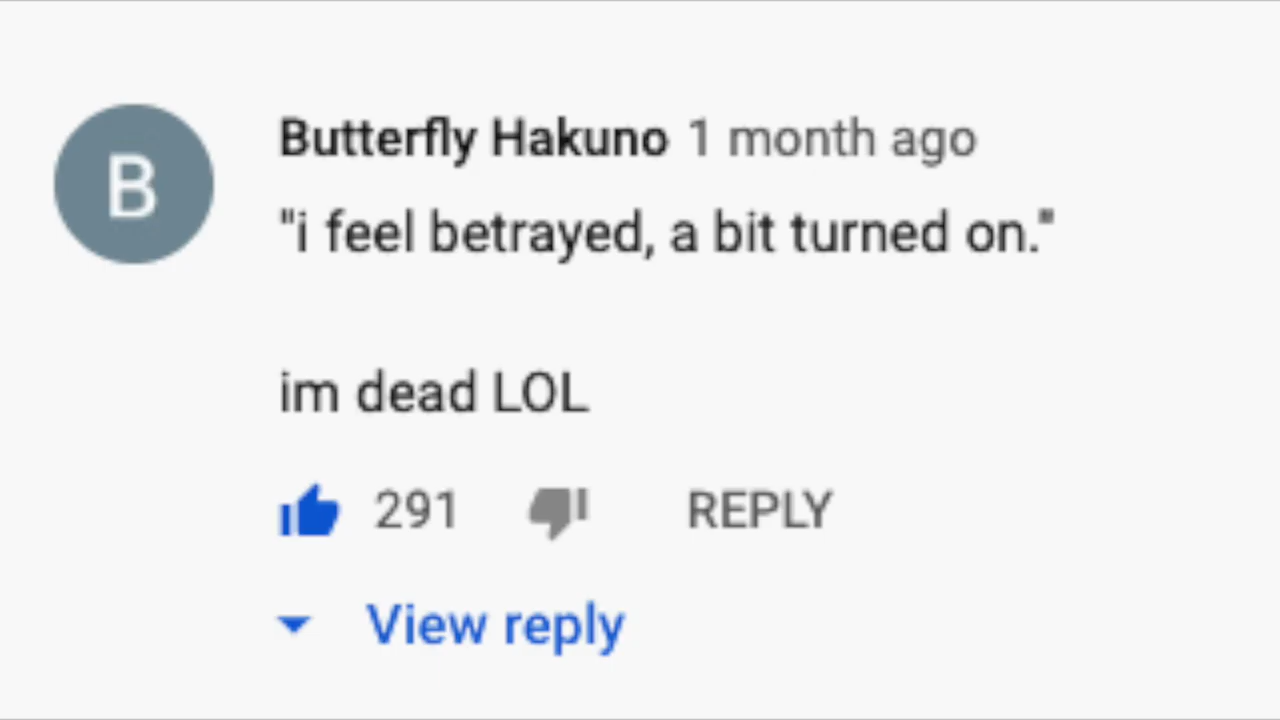 B
Butterfly Hakuno 1 month ago
"i feel betrayed, a bit turned on."
im dead LOL
291 REPLY
View reply